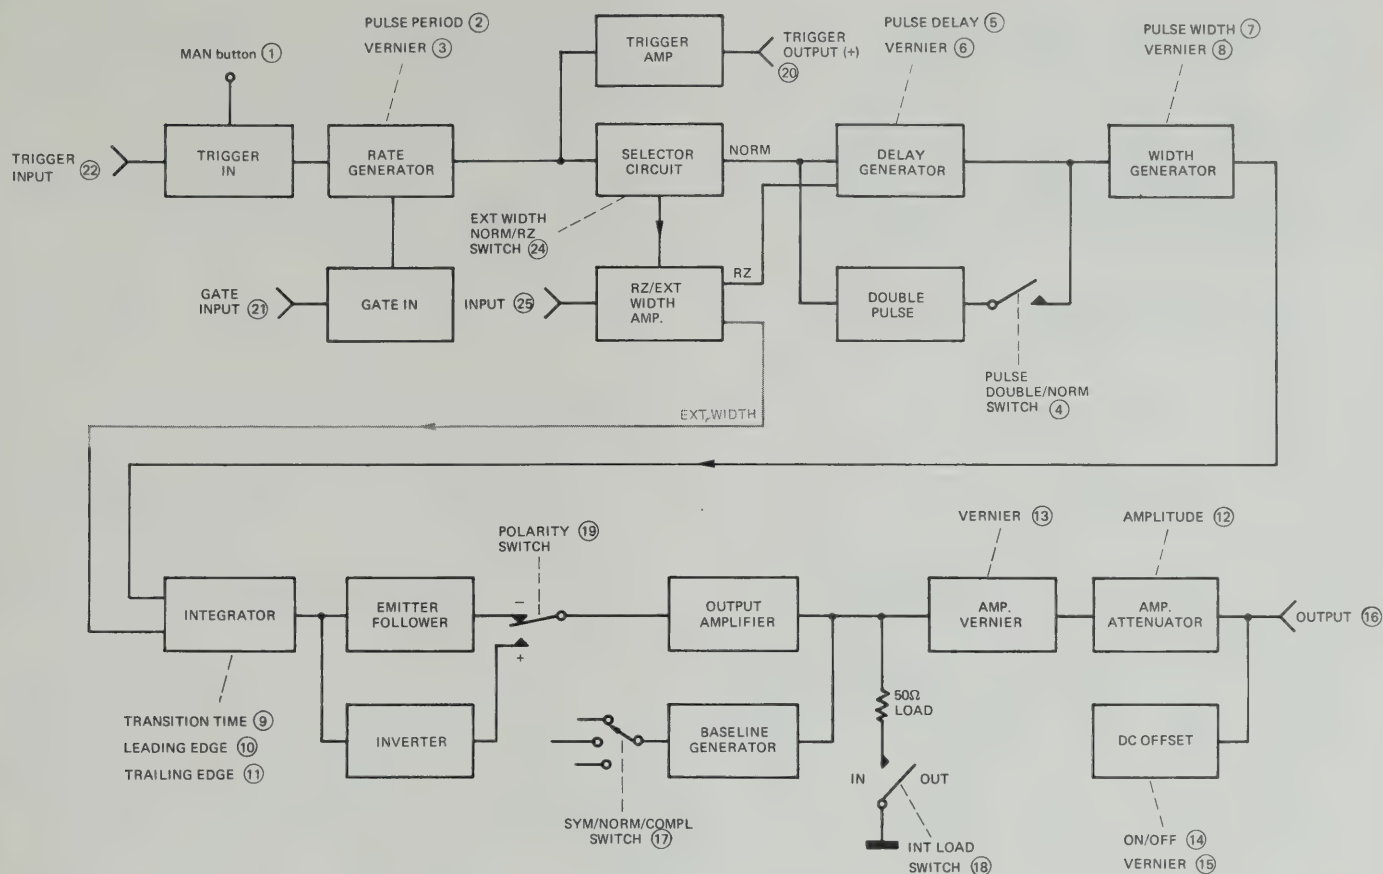 PULSE PERIOD ②
VERNIER ③
MAN button ①
TRIGGER
AMP
TRIGGER
OUTPUT (+)
⑳
PULSE DELAY ⑤
VERNIER ⑥
PULSE WIDTH ⑦
VERNIER ⑧
TRIGGER
INPUT ㉒
TRIGGER
IN
RATE
GENERATOR
SELECTOR
CIRCUIT
NORM
DELAY
GENERATOR
WIDTH
GENERATOR
EXT WIDTH
NORM/RZ
SWITCH ㉔
GATE
INPUT ㉑
GATE IN
INPUT ㉕
RZ/EXT
WIDTH
AMP.
RZ
DOUBLE
PULSE
PULSE
DOUBLE/NORM
SWITCH ④
EXT, WIDTH
POLARITY ⑲
SWITCH
VERNIER ⑬
AMPLITUDE ⑫
INTEGRATOR
EMITTER
FOLLOWER
−
+
OUTPUT
AMPLIFIER
AMP.
VERNIER
AMP.
ATTENUATOR
OUTPUT ⑯
TRANSITION TIME ⑨
LEADING EDGE ⑩
TRAILING EDGE ⑪
INVERTER
BASELINE
GENERATOR
50Ω
LOAD
DC OFFSET
IN
OUT
SYM/NORM/COMPL
SWITCH ⑰
INT LOAD
SWITCH ⑱
ON/OFF ⑭
VERNIER ⑮